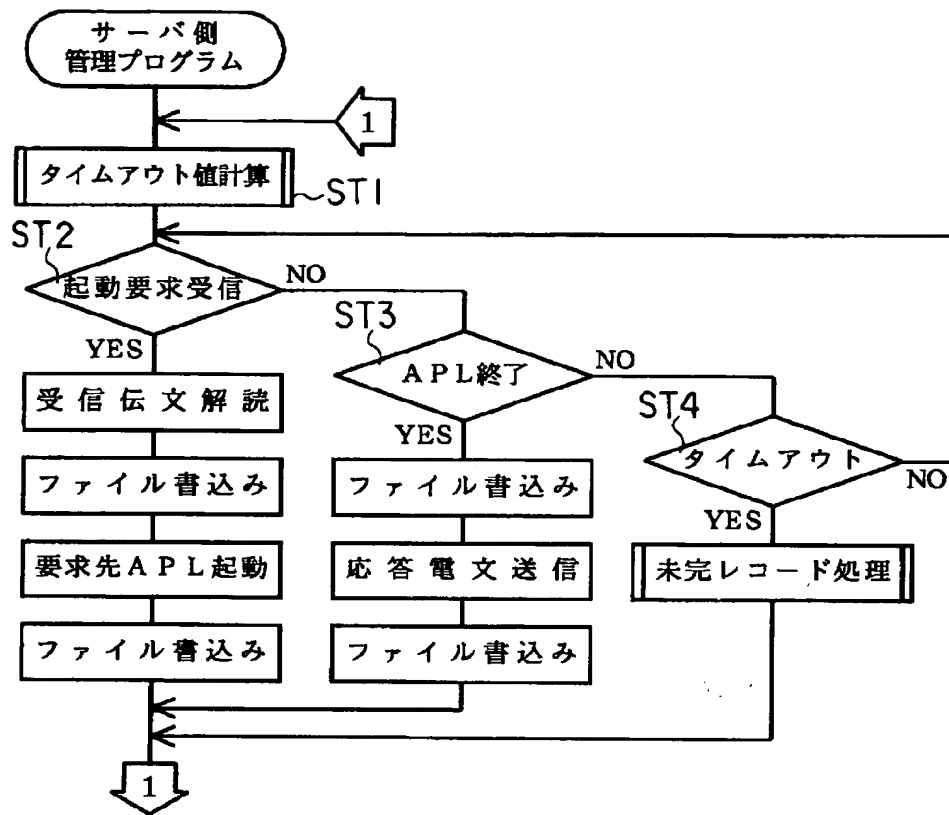 サーバ側
管理プログラム
1
タイムアウト値計算
ST1
ST2
起動要求受信
NO
YES
ST3
APL終了
NO
YES
ST4
タイムアウト
NO
YES
受信伝文解読
ファイル書込み
要求先APL起動
ファイル書込み
ファイル書込み
応答電文送信
ファイル書込み
未完レコード処理
1